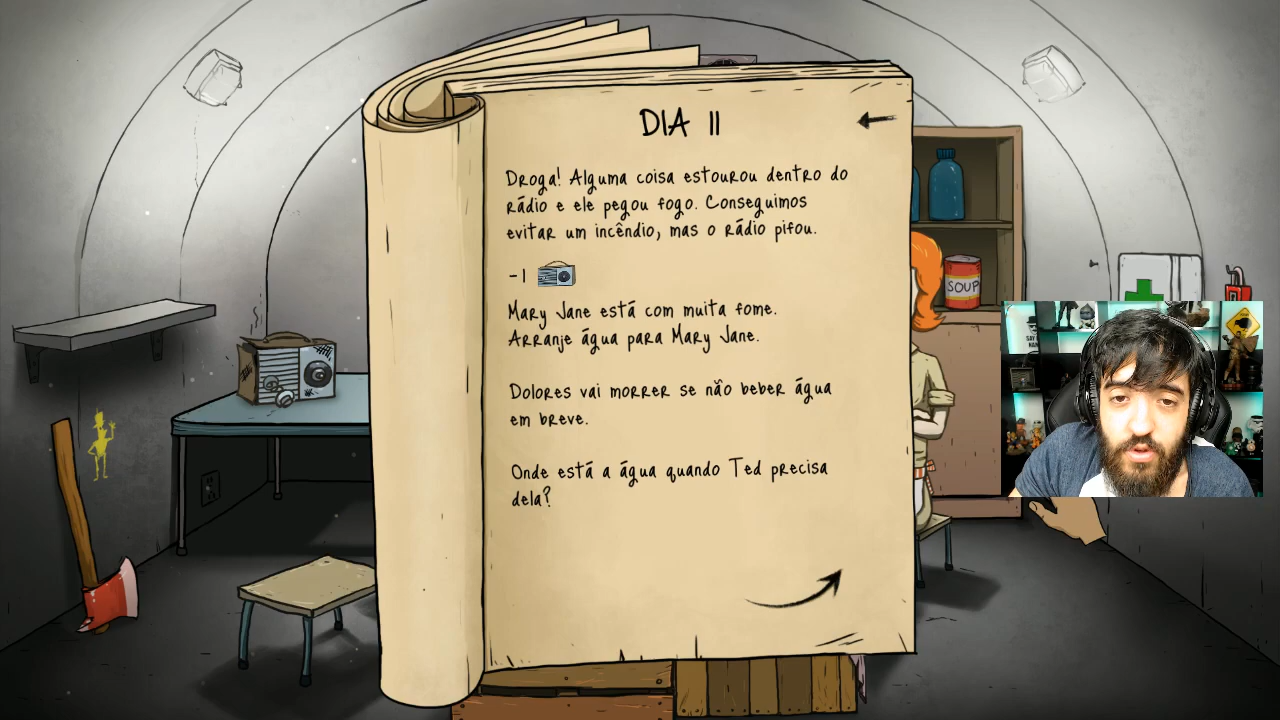 DIA 11
Droga! Alguma coisa estourou dentro do
rádio e ele pegou fogo. Conseguimos
evitar um incêndio, mas o rádio pifou.
-1
Mary Jane está com muita fome.
Arranje água para Mary Jane.
Dolores vai morrer se não beber água
em breve.
Onde está a água quando Ted precisa
dela?
SOUP